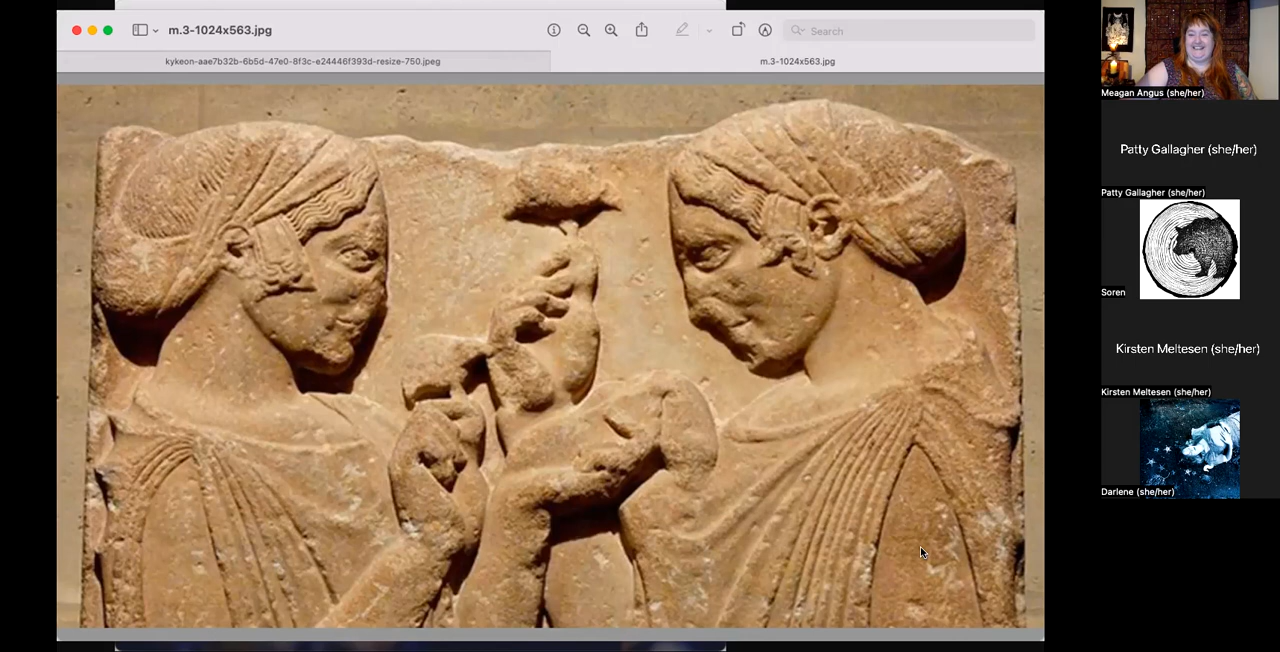 m.3-1024x563.jpg
Search
kykeon-aae7b32b-6b5d-47e0-8f3c-e24446f393d-resize-750.jpeg
m.3-1024x563.jpg
Meagan Angus (she/her)
Patty Gallagher (she/her)
Patty Gallagher (she/her)
Soren
Kirsten Meltesen (she/her)
Kirsten Meltesen (she/her)
Darlene (she/her)